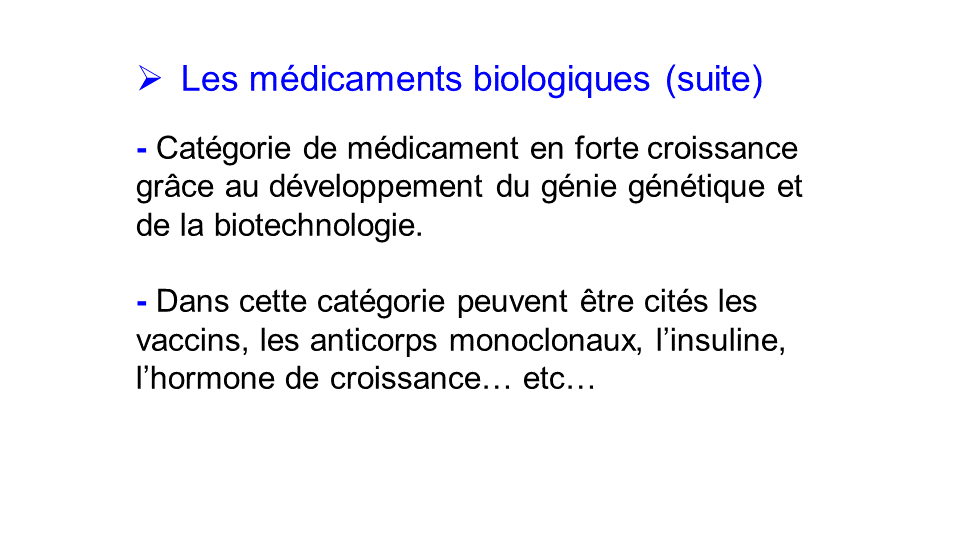 ➢ Les médicaments biologiques (suite)
- Catégorie de médicament en forte croissance
grâce au développement du génie génétique et
de la biotechnologie.
- Dans cette catégorie peuvent être cités les
vaccins, les anticorps monoclonaux, l’insuline,
l’hormone de croissance… etc…